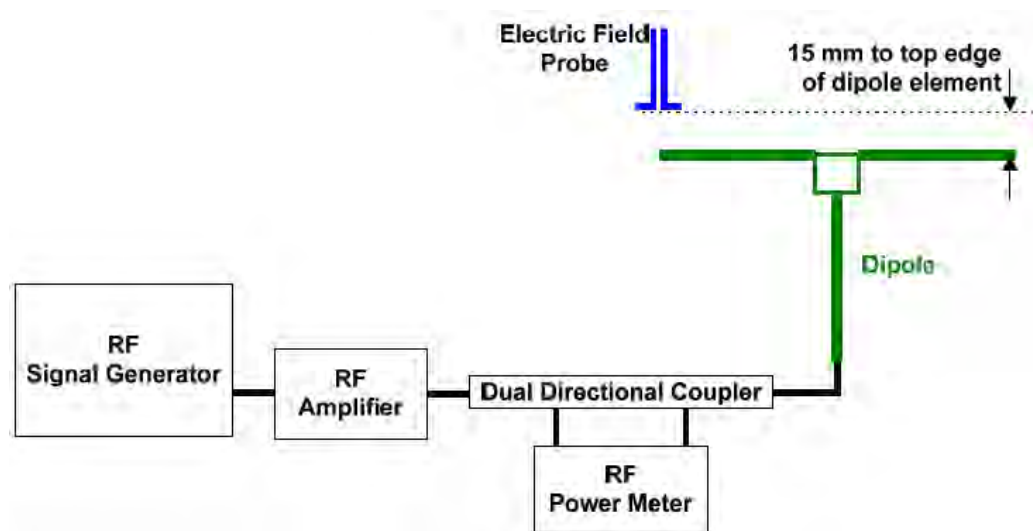 Electric Field
Probe
15 mm to top edge
of dipole element
Dipole
RF
Signal Generator
RF
Amplifier
Dual Directional Coupler
RF
Power Meter